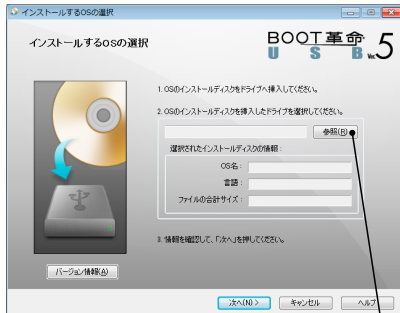 インストールするOSの選択
インストールするOSの選択
BOOT革命
USB Ver.5
1. OSのインストールディスクをドライブへ挿入してください。
2. OSのインストールディスクを挿入したドライブを選択してください。
参照(R)
選択されたインストールディスクの情報:
OS名:
言語:
ファイルの合計サイズ:
3. 情報を確認して、「次へ」を押してください。
バージョン情報(A)
次へ(N) >
キャンセル
ヘルプ